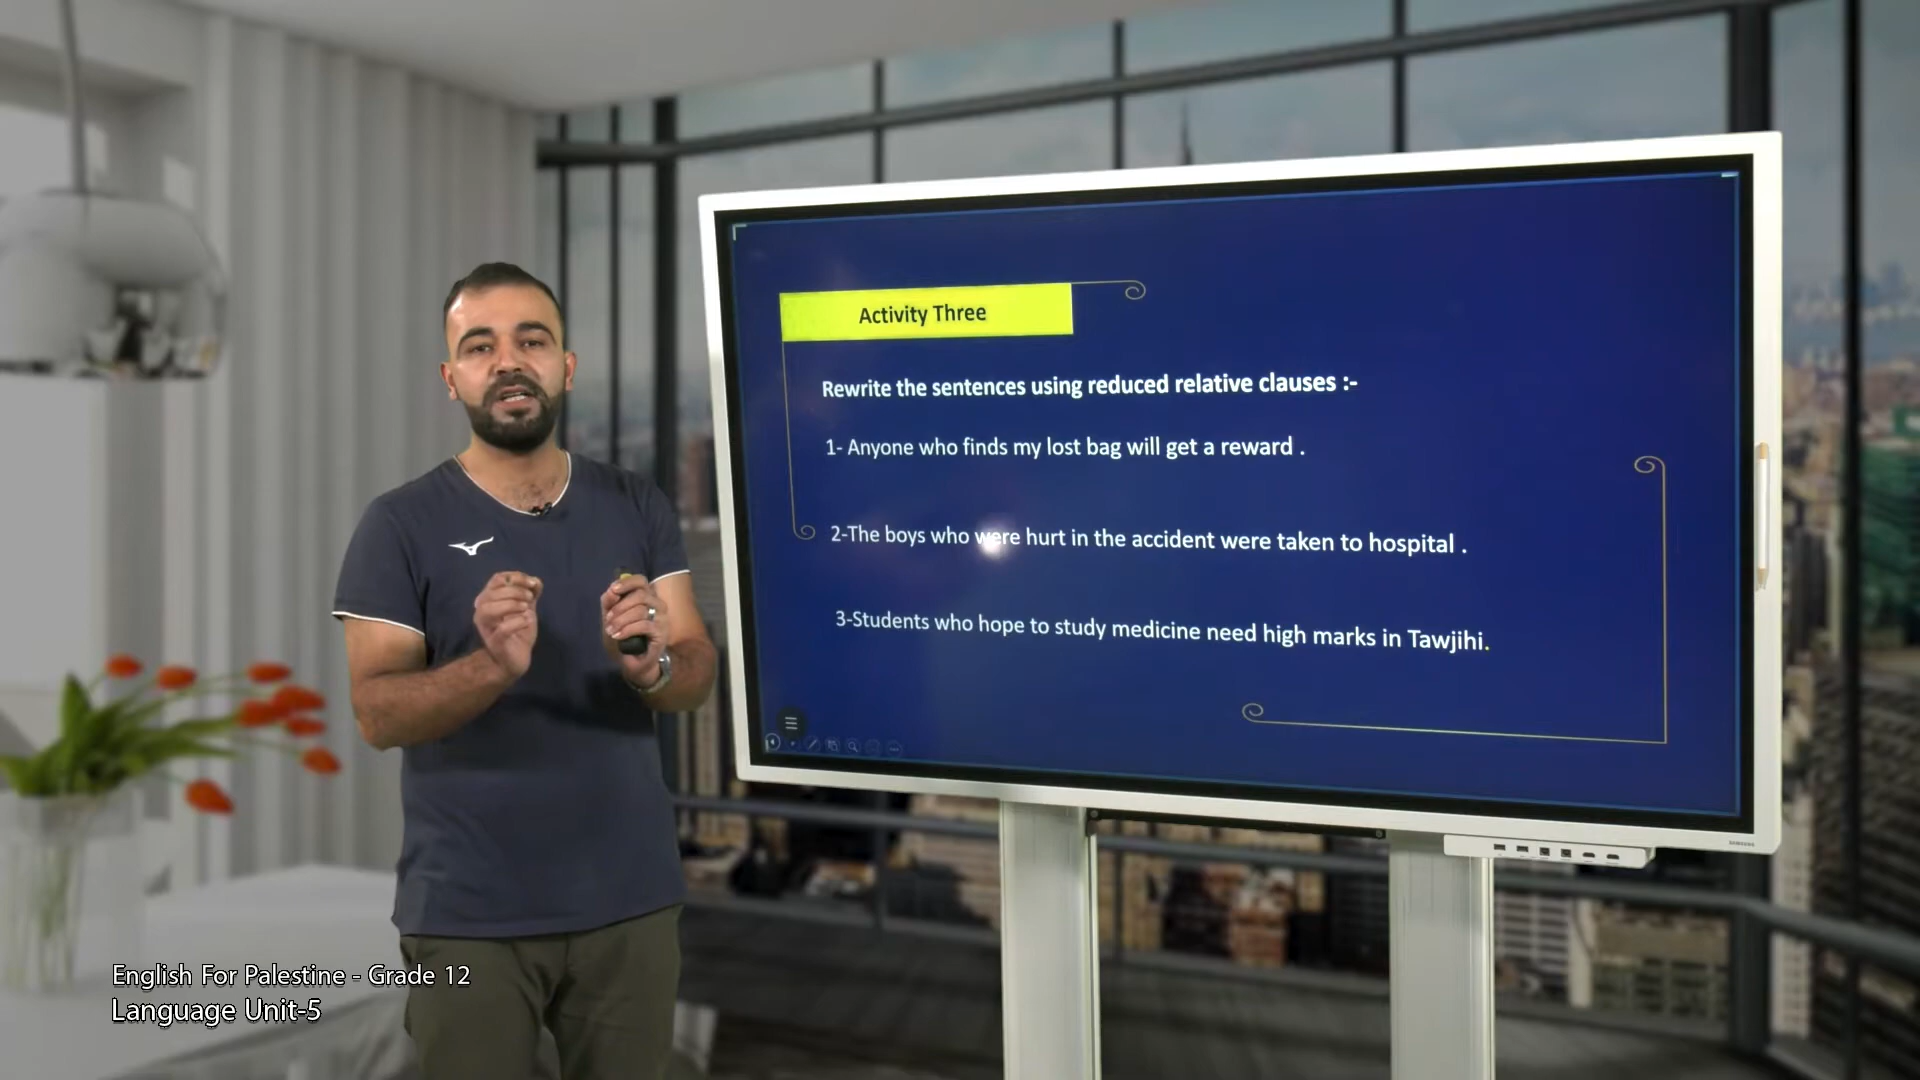 Activity Three
Rewrite the sentences using reduced relative clauses :-
1- Anyone who finds my lost bag will get a reward .
2-The boys who were hurt in the accident were taken to hospital .
3-Students who hope to study medicine need high marks in Tawjihi.
SAMSUNG
English For Palestine - Grade 12
Language Unit-5